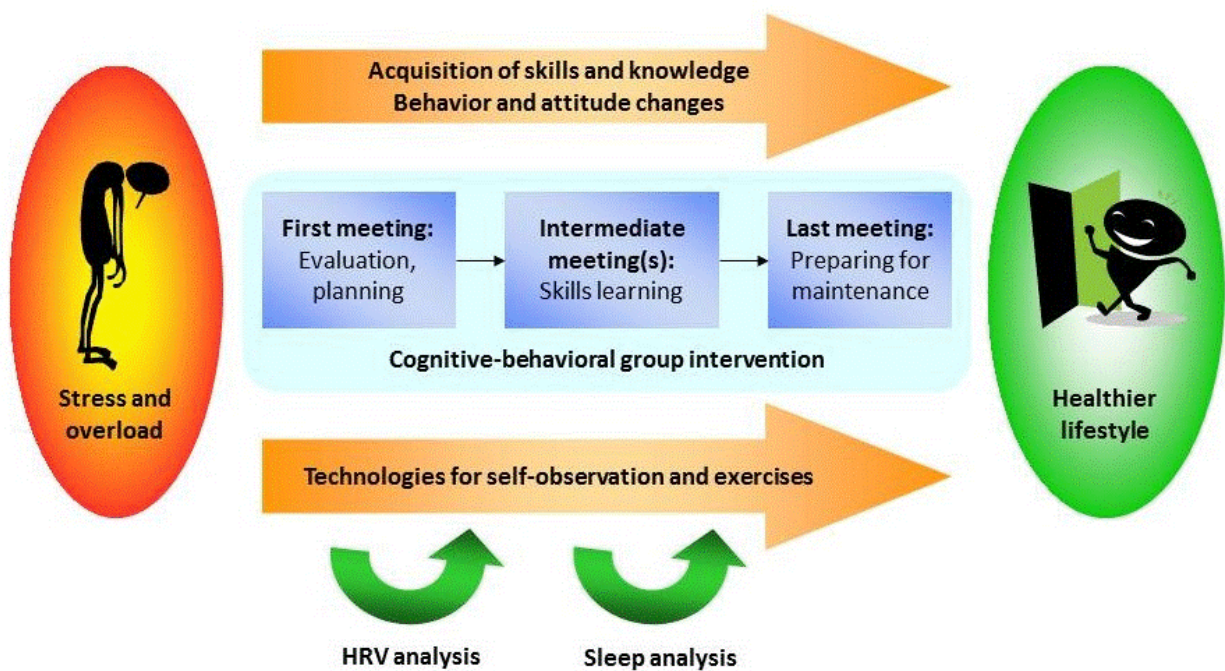 Acquisition of skills and knowledge
Behavior and attitude changes
Stress and
overload
First meeting:
Evaluation,
planning
Intermediate
meeting(s):
Skills learning
Last meeting:
Preparing for
maintenance
Cognitive-behavioral group intervention
Healthier
lifestyle
Technologies for self-observation and exercises
HRV analysis
Sleep analysis